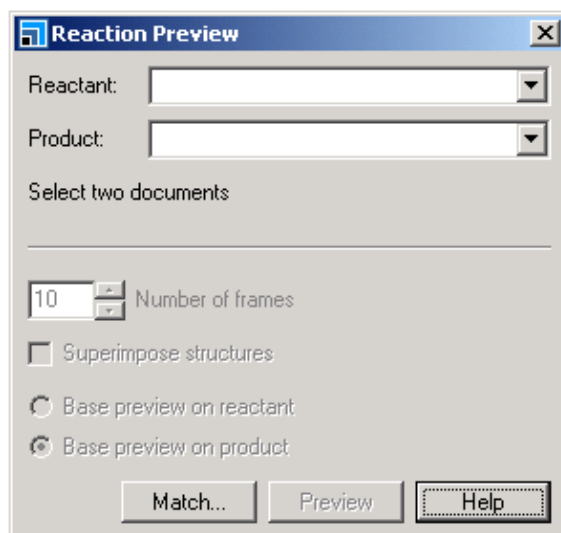 Reaction Preview
Reactant:
Product:
Select two documents
10 Number of frames
Superimpose structures
Base preview on reactant
Base preview on product
Match... Preview Help